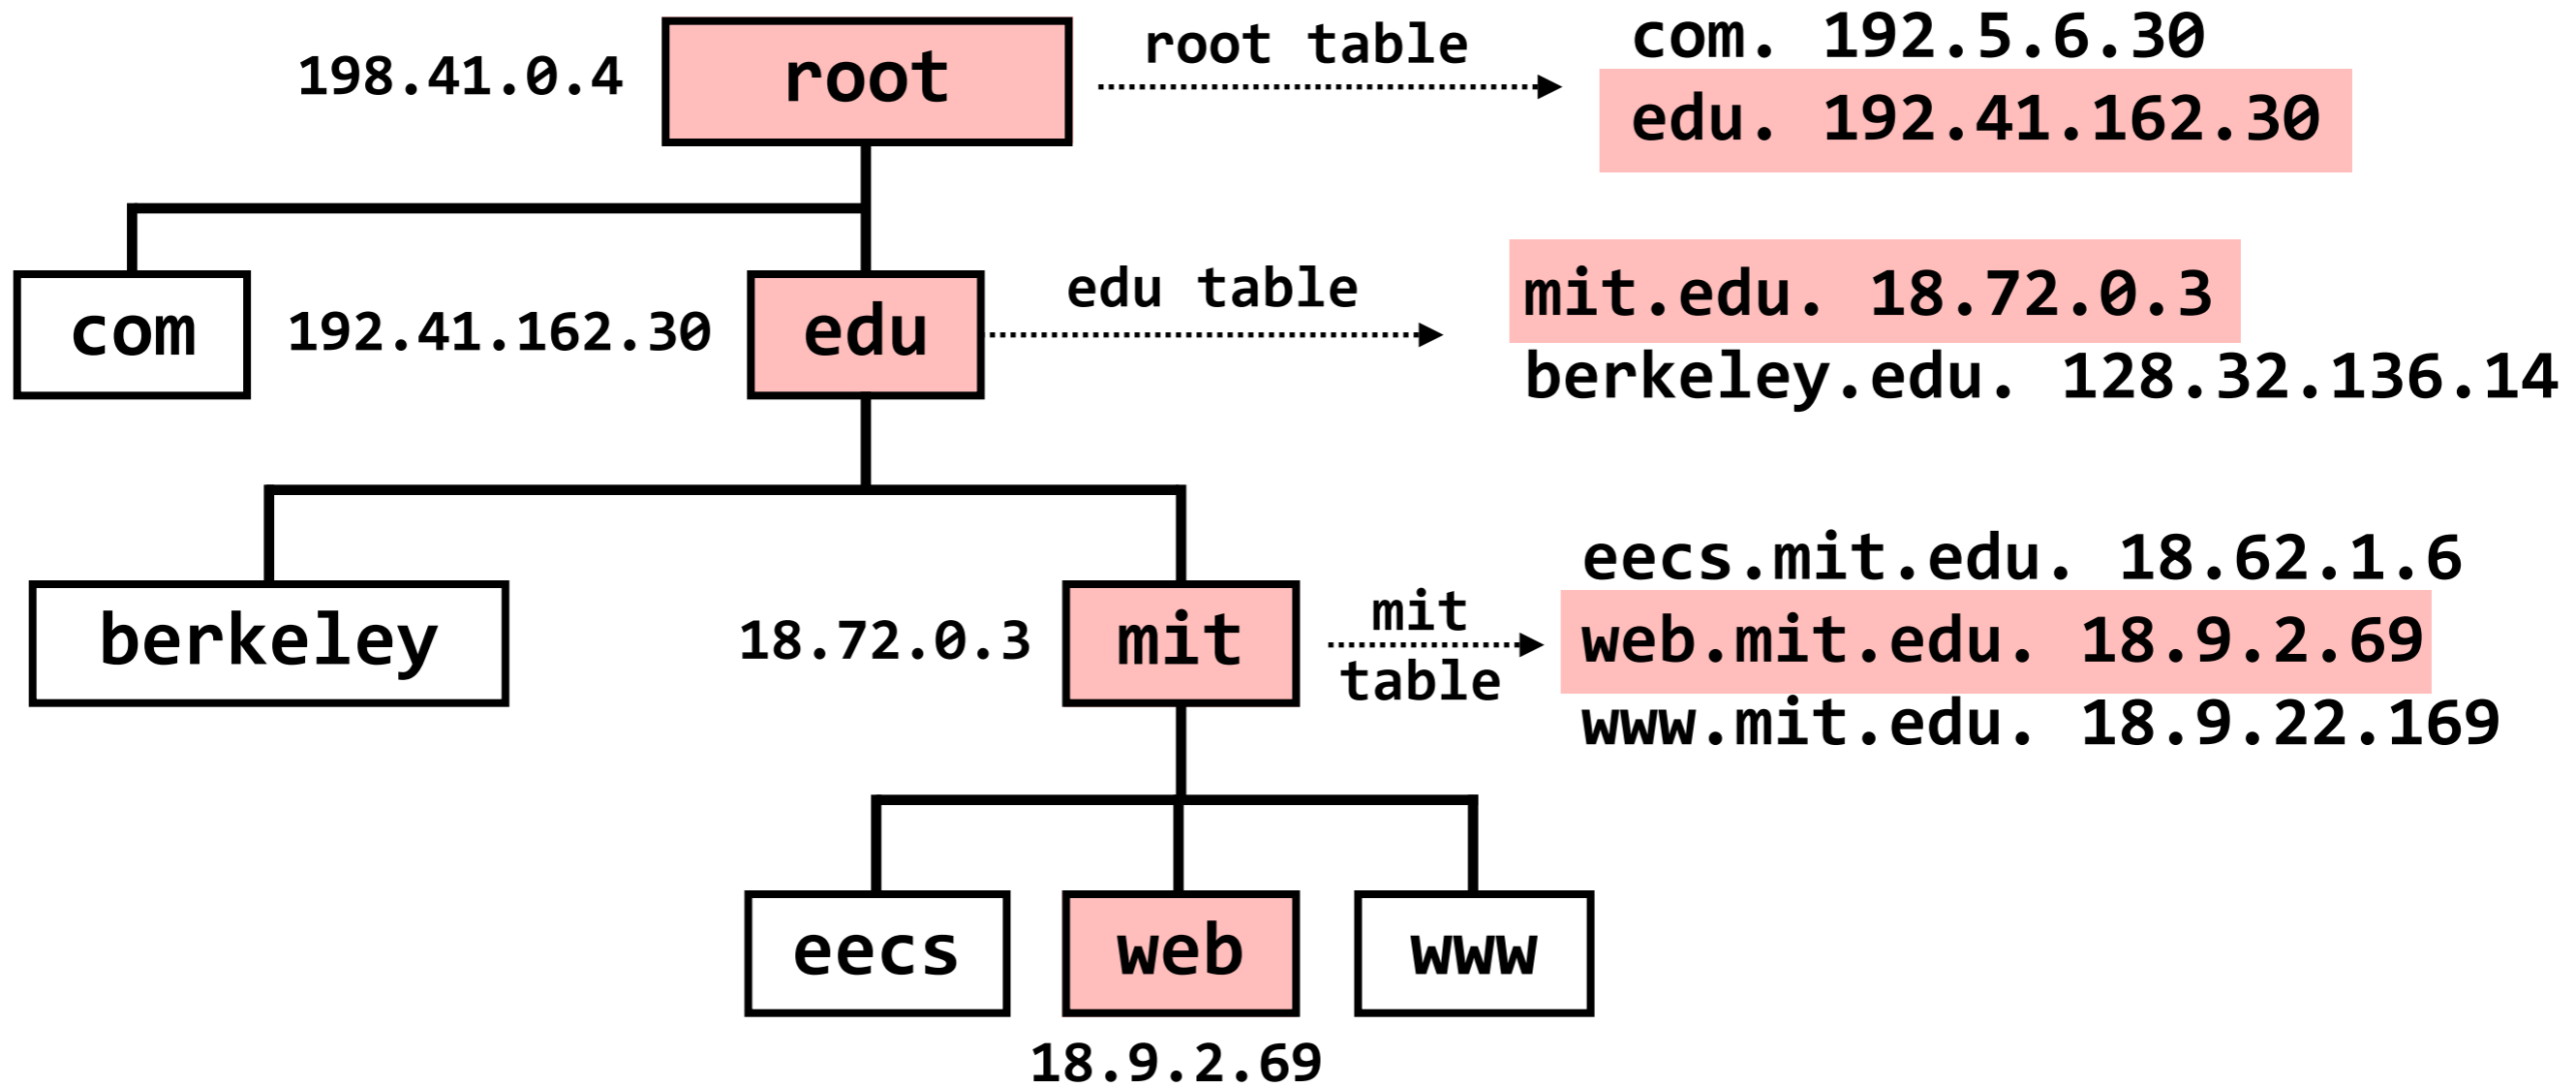 198.41.0.4
root
root table
com. 192.5.6.30
edu. 192.41.162.30
com
192.41.162.30
edu
edu table
mit.edu. 18.72.0.3
berkeley.edu. 128.32.136.14
berkeley
18.72.0.3
mit
mit
table
eecs.mit.edu. 18.62.1.6
web.mit.edu. 18.9.2.69
www.mit.edu. 18.9.22.169
eecs
web
www
18.9.2.69